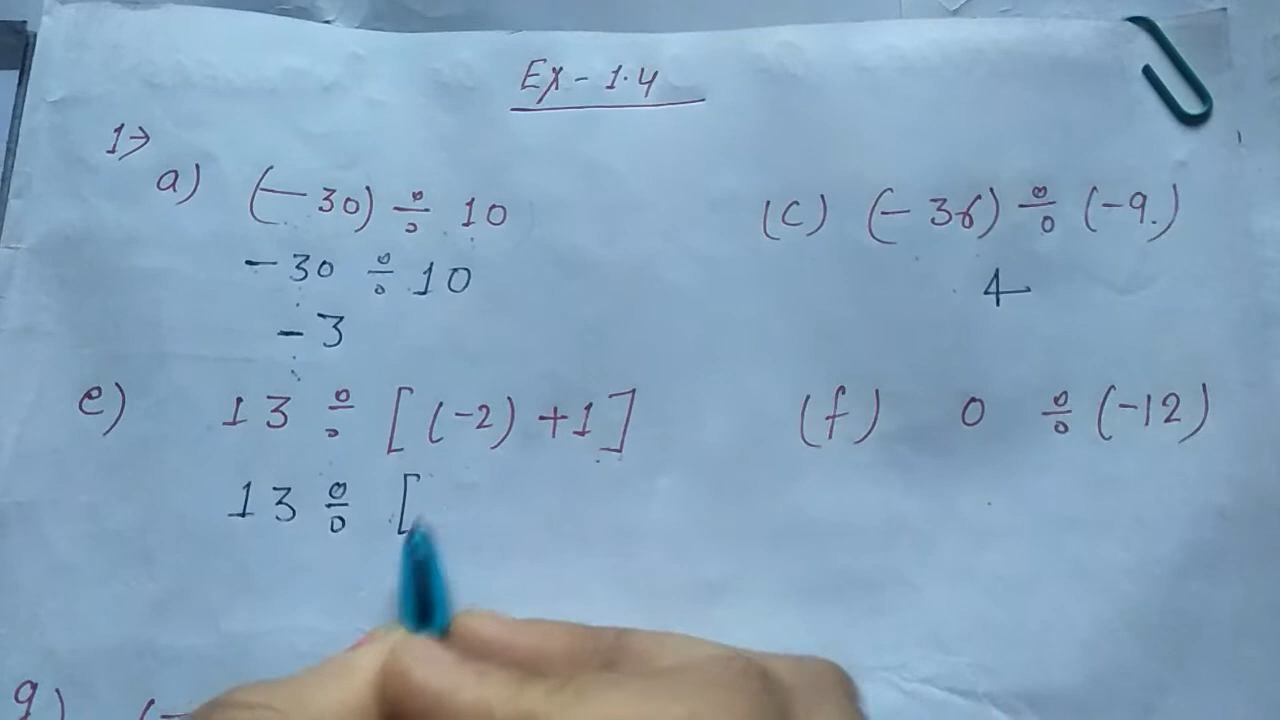 Ex - 1.4
1→
a) (-30) ÷ 10
-30 ÷ 10
-3
(c) (-36) ÷ (-9)
4
e) 13 ÷ [(-2) +1]
13 ÷ [
(f) 0 ÷ (-12)
g) (-